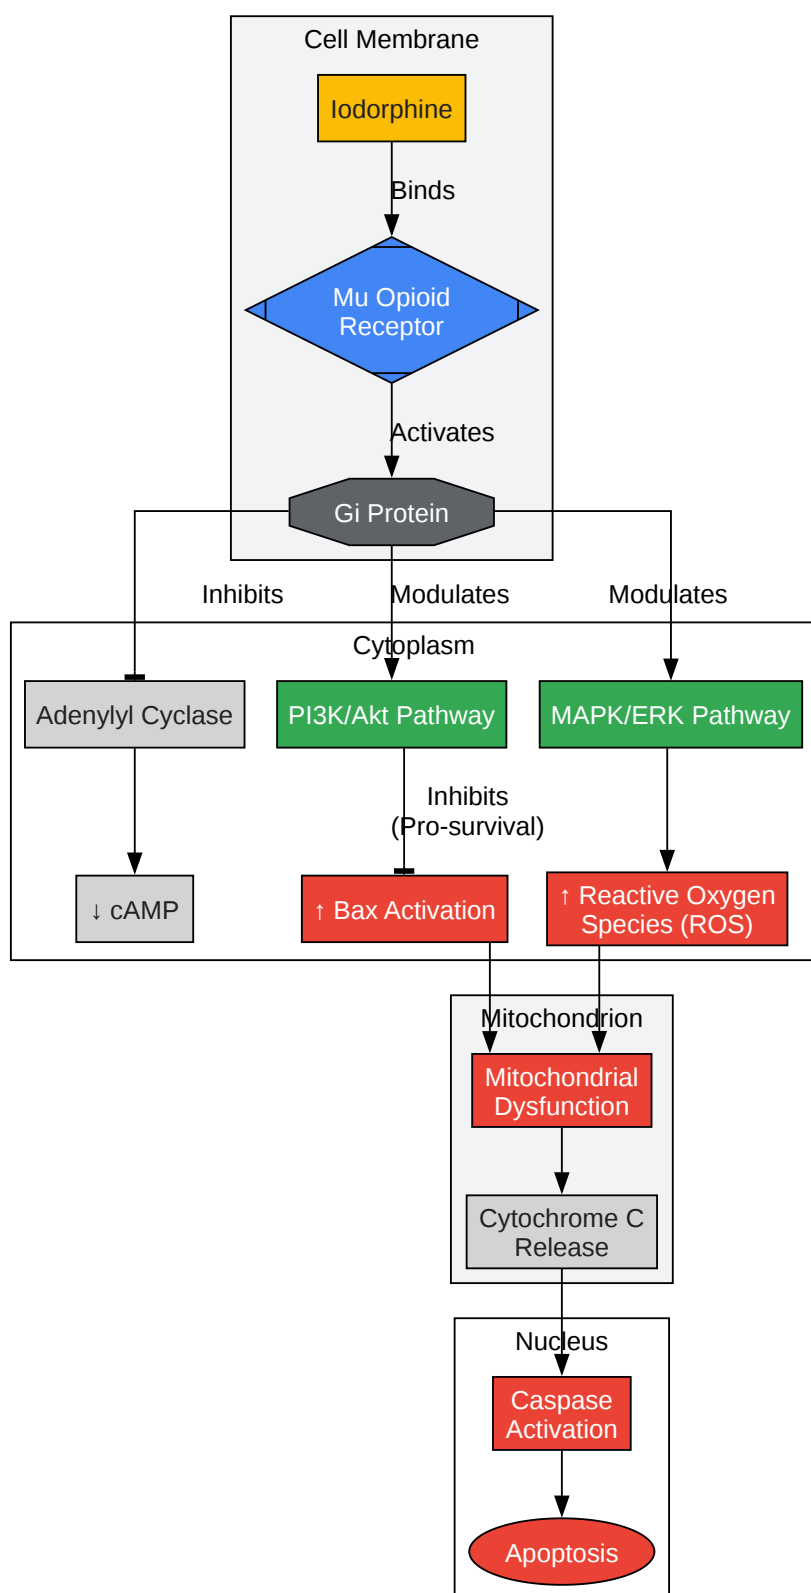 Cell Membrane
Iodorphine
Binds
Mu Opioid
Receptor
Activates
Gi Protein
Inhibits
Modulates
Modulates
Cytoplasm
Adenylyl Cyclase
PI3K/Akt Pathway
MAPK/ERK Pathway
Inhibits
(Pro-survival)
↓ cAMP
↑ Bax Activation
↑ Reactive Oxygen
Species (ROS)
Mitochondrion
Mitochondrial
Dysfunction
Cytochrome C
Release
Nucleus
Caspase
Activation
Apoptosis